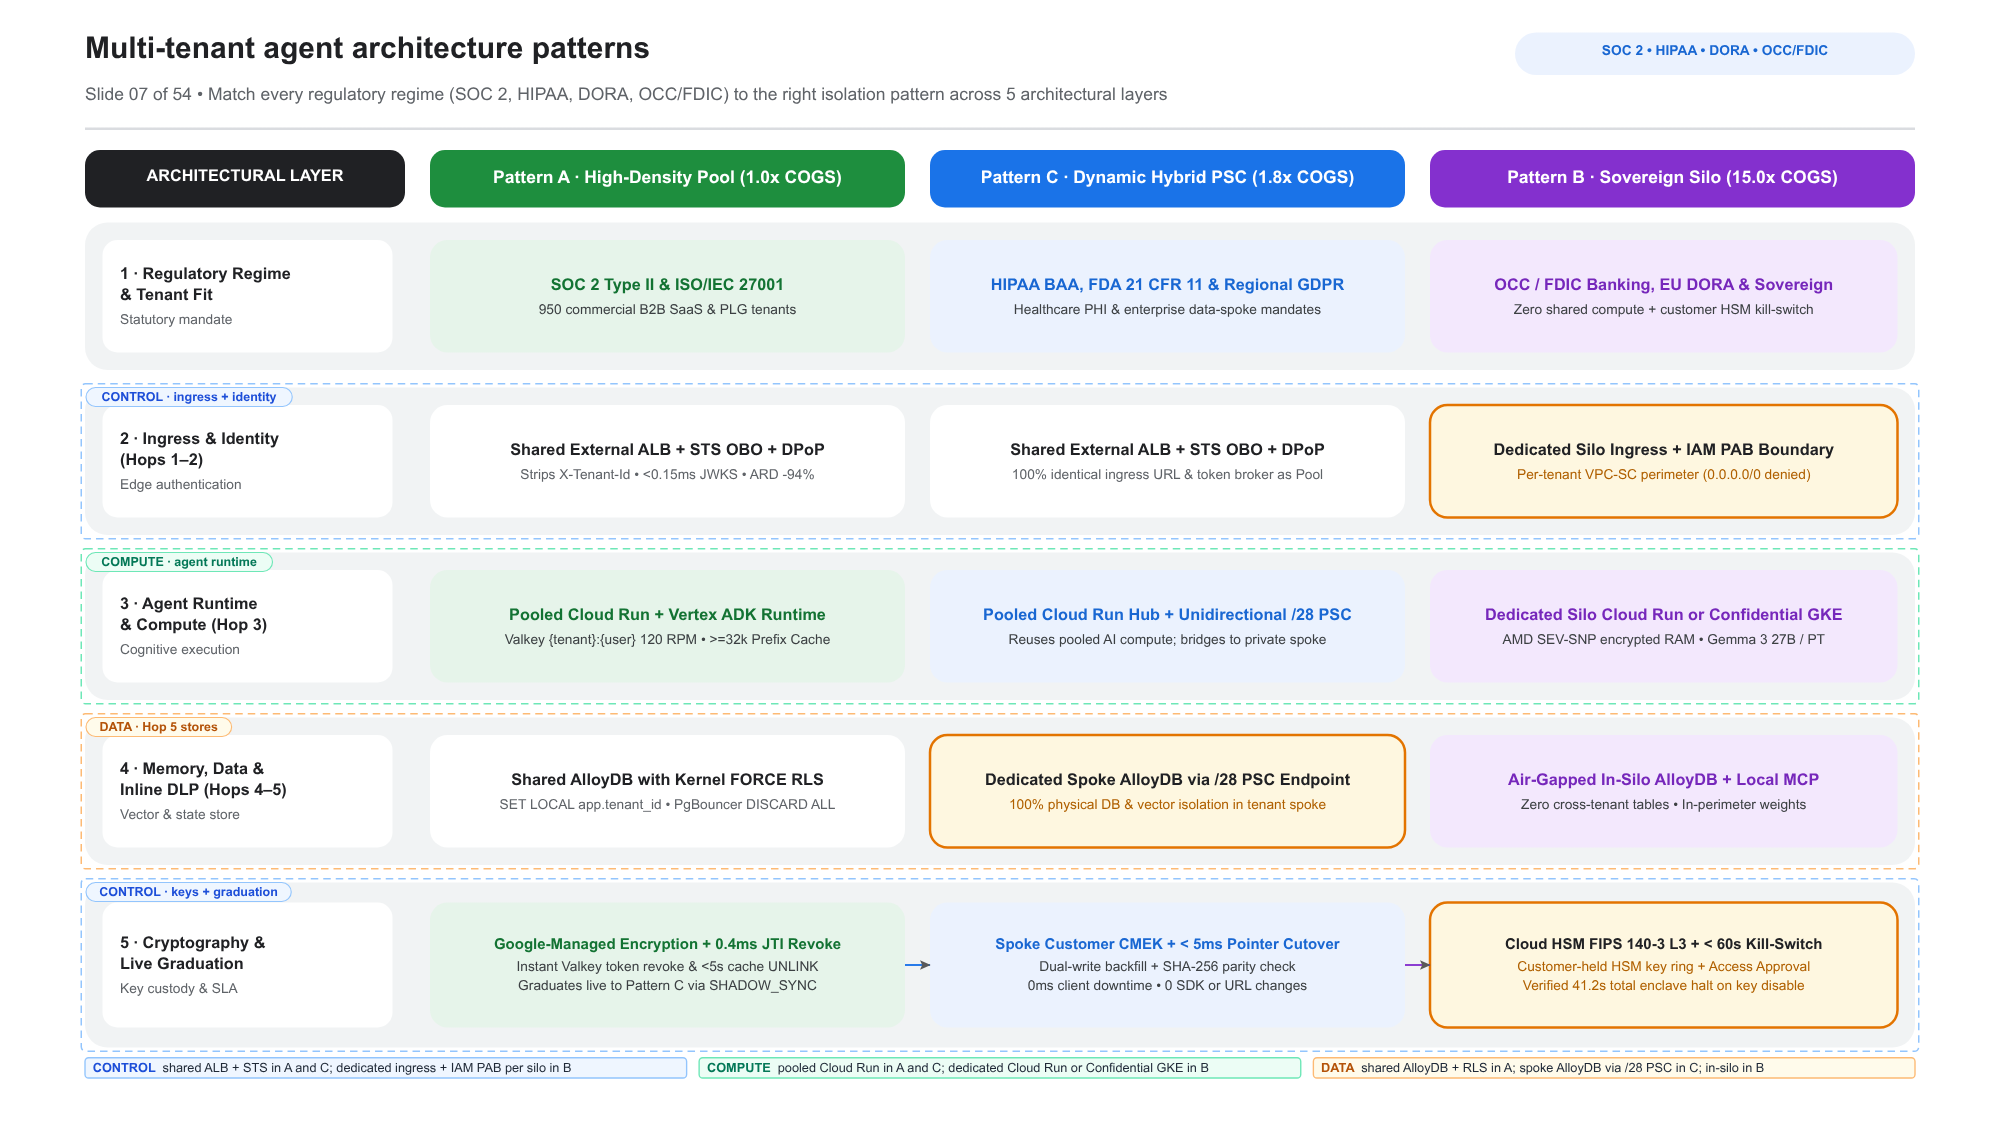 Multi-tenant agent architecture patterns
SOC 2 • HIPAA • DORA • OCC/FDIC
Slide 07 of 54 • Match every regulatory regime (SOC 2, HIPAA, DORA, OCC/FDIC) to the right isolation pattern across 5 architectural layers
ARCHITECTURAL LAYER
Pattern A · High-Density Pool (1.0x COGS)
Pattern C · Dynamic Hybrid PSC (1.8x COGS)
Pattern B · Sovereign Silo (15.0x COGS)
1 · Regulatory Regime
& Tenant Fit
Statutory mandate
SOC 2 Type II & ISO/IEC 27001
950 commercial B2B SaaS & PLG tenants
HIPAA BAA, FDA 21 CFR 11 & Regional GDPR
Healthcare PHI & enterprise data-spoke mandates
OCC / FDIC Banking, EU DORA & Sovereign
Zero shared compute + customer HSM kill-switch
CONTROL · ingress + identity
2 · Ingress & Identity
(Hops 1–2)
Edge authentication
Shared External ALB + STS OBO + DPoP
Strips X-Tenant-Id • <0.15ms JWKS • ARD -94%
Shared External ALB + STS OBO + DPoP
100% identical ingress URL & token broker as Pool
Dedicated Silo Ingress + IAM PAB Boundary
Per-tenant VPC-SC perimeter (0.0.0.0/0 denied)
COMPUTE · agent runtime
3 · Agent Runtime
& Compute (Hop 3)
Cognitive execution
Pooled Cloud Run + Vertex ADK Runtime
Valkey {tenant}:{user} 120 RPM • >=32k Prefix Cache
Pooled Cloud Run Hub + Unidirectional /28 PSC
Reuses pooled AI compute; bridges to private spoke
Dedicated Silo Cloud Run or Confidential GKE
AMD SEV-SNP encrypted RAM • Gemma 3 27B / PT
DATA · Hop 5 stores
4 · Memory, Data &
Inline DLP (Hops 4–5)
Vector & state store
Shared AlloyDB with Kernel FORCE RLS
SET LOCAL app.tenant_id • PgBouncer DISCARD ALL
Dedicated Spoke AlloyDB via /28 PSC Endpoint
100% physical DB & vector isolation in tenant spoke
Air-Gapped In-Silo AlloyDB + Local MCP
Zero cross-tenant tables • In-perimeter weights
CONTROL · keys + graduation
5 · Cryptography &
Live Graduation
Key custody & SLA
Google-Managed Encryption + 0.4ms JTI Revoke
Instant Valkey token revoke & <5s cache UNLINK
Graduates live to Pattern C via SHADOW_SYNC
Spoke Customer CMEK + < 5ms Pointer Cutover
Dual-write backfill + SHA-256 parity check
0ms client downtime • 0 SDK or URL changes
Cloud HSM FIPS 140-3 L3 + < 60s Kill-Switch
Customer-held HSM key ring + Access Approval
Verified 41.2s total enclave halt on key disable
CONTROL shared ALB + STS in A and C; dedicated ingress + IAM PAB per silo in B
COMPUTE pooled Cloud Run in A and C; dedicated Cloud Run or Confidential GKE in B
DATA shared AlloyDB + RLS in A; spoke AlloyDB via /28 PSC in C; in-silo in B